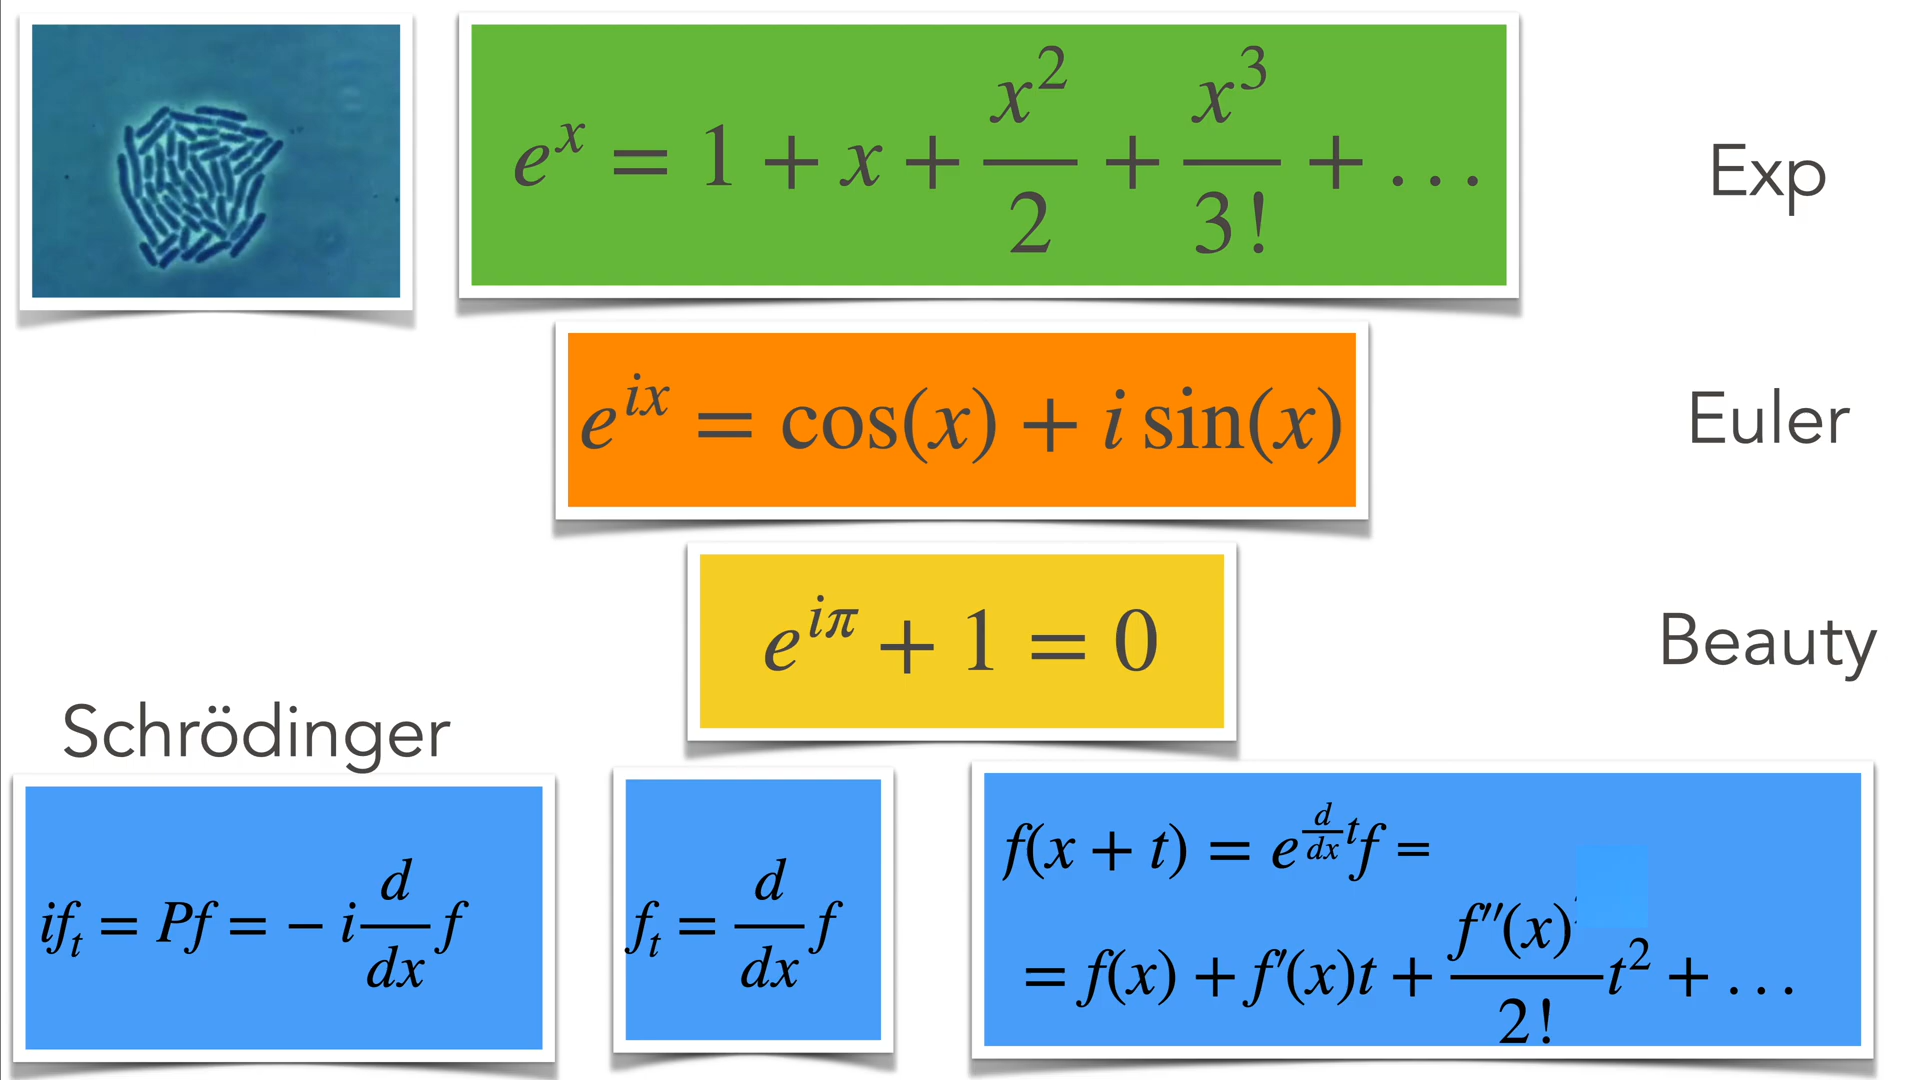 e^x = 1 + x + x^2/2 + x^3/3! + ...
Exp
e^{ix} = cos(x) + i sin(x)
Euler
e^{iπ} + 1 = 0
Beauty
Schrödinger
if_t = Pf = − i d/dx f
f_t = d/dx f
f(x + t) = e^{d/dx t} f =
= f(x) + f′(x)t + f′′(x)/2! t^2 + ...